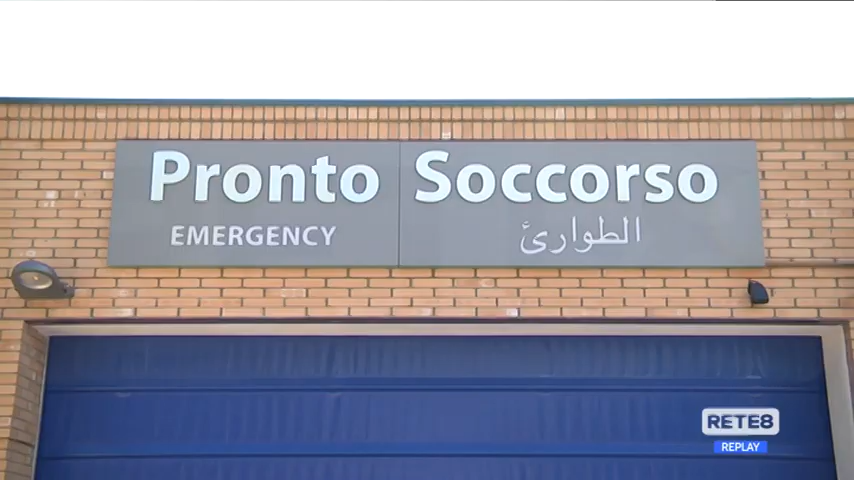 Pronto Soccorso
EMERGENCY
الطوارئ
RETE8
REPLAY